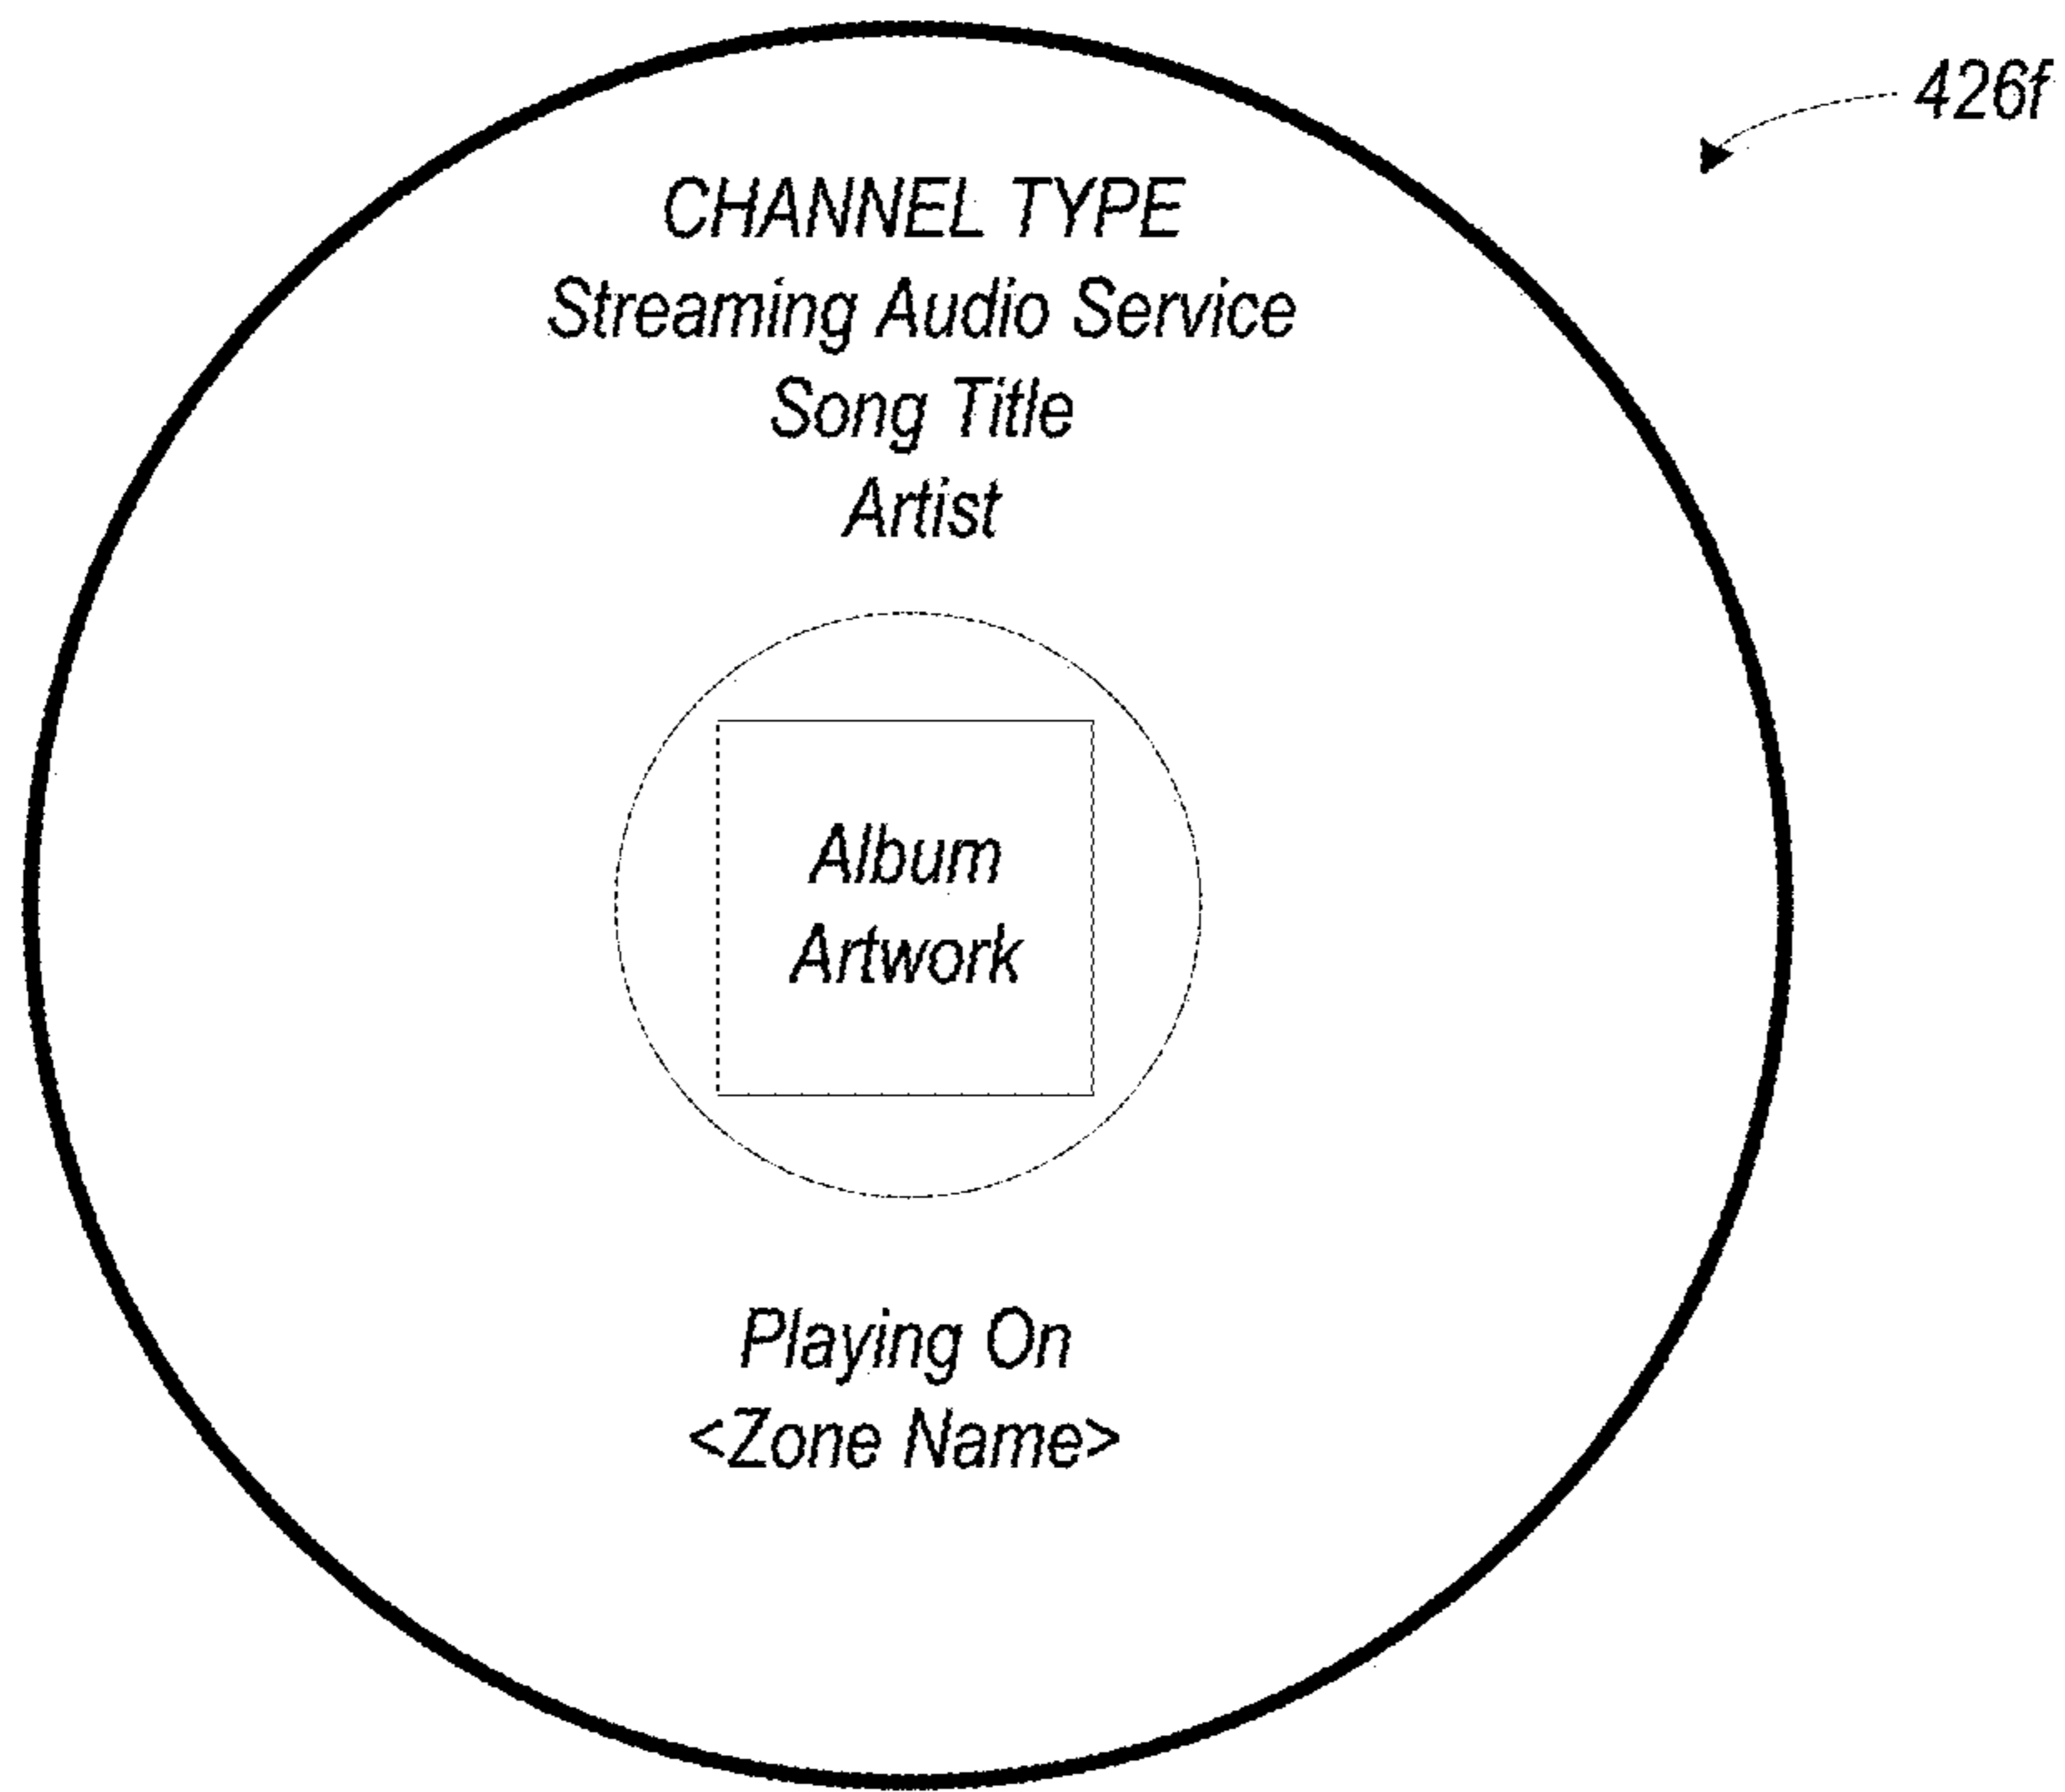 426f
CHANNEL TYPE
Streaming Audio Service
Song Title
Artist
Album
Artwork
Playing On
<Zone Name>